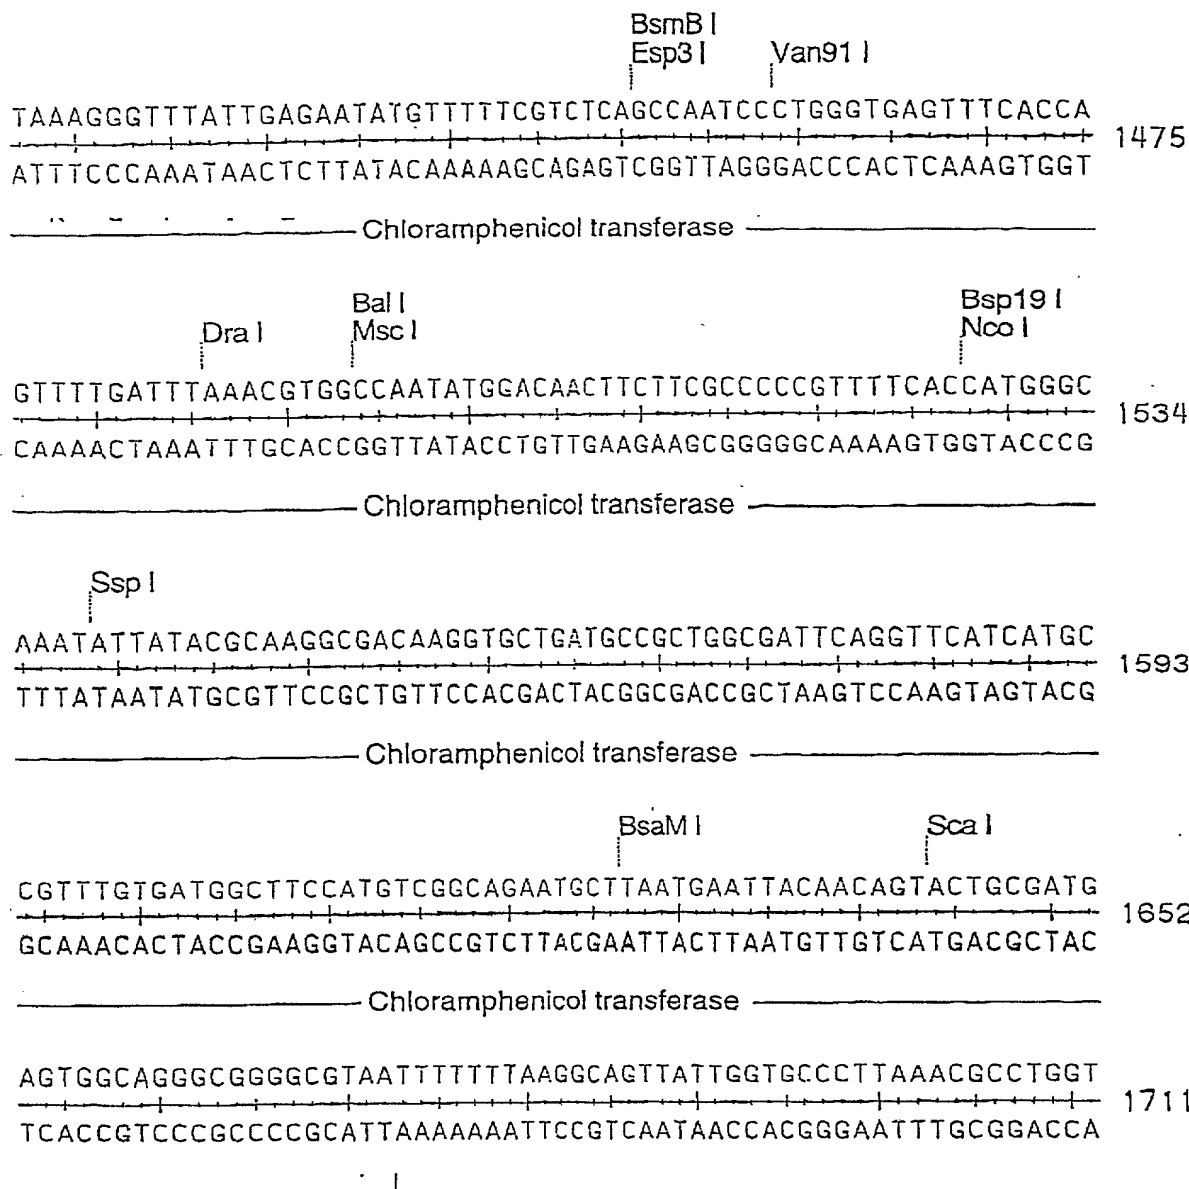 BsmB I
Esp3 I Van91 I
TAAAGGGTTTATTGAGAATATGTTTTTCGTCTCAGCCAATCCCTGGGTGAGTTTCACCA
1475
ATTTCCCAAATAACTCTTATACAAAAAGCAGAGTCGGTTAGGGACCCACTCAAAGTGGT
Chloramphenicol transferase
Bal I Bsp19 I
Dra I Msc I Nco I
GTTTTGATTTAAACGTGGCCAATATGGACAACTTCTTCGCCCCCGTTTTCACCATGGGC
1534
CAAAACTAAATTTGCACCGGTTATACCTGTTGAAGAAGCGGGGGCAAAAGTGGTACCCG
Chloramphenicol transferase
Ssp I
AAATATTATACGCAAGGCGACAAGGTGCTGATGCCGCTGGCGATTCAGGTTCATCATGC
1593
TTTATAATATGCGTTCCGCTGTTCCACGACTACGGCGACCGCTAAGTCCAAGTAGTACG
Chloramphenicol transferase
BsaM I Sca I
CGTTTGTGATGGCTTCCATGTCGGCAGAATGCTTAATGAATTACAACAGTACTGCGATG
1652
GCAAACACTACCGAAGGTACAGCCGTCTTACGAATTACTTAATGTTGTCATGACGCTAC
Chloramphenicol transferase
AGTGGCAGGGCGGGGCGTAATTTTTTTAAGGCAGTTATTGGTGCCCTTAAACGCCTGGT
1711
TCACCGTCCCGCCCCGCATTAAAAAAATTCCGTCAATAACCACGGGAATTTGCGGACCA